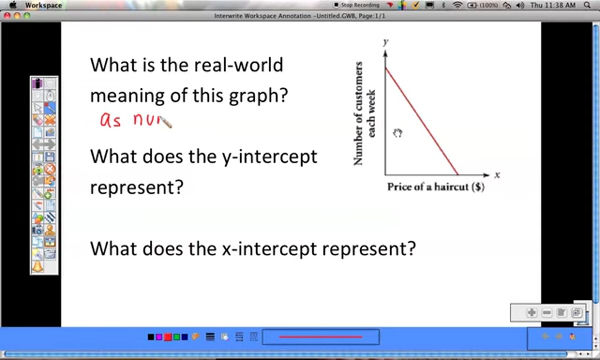 Workspace
Stop Recording
(100%)
Thu 11:38 AM
Interwrite Workspace Annotation --Untitled.GWB, Page:1/1
What is the real-world
meaning of this graph?
as num
What does the y-intercept
represent?
What does the x-intercept represent?
y
Number of customers
each week
x
Price of a haircut ($)